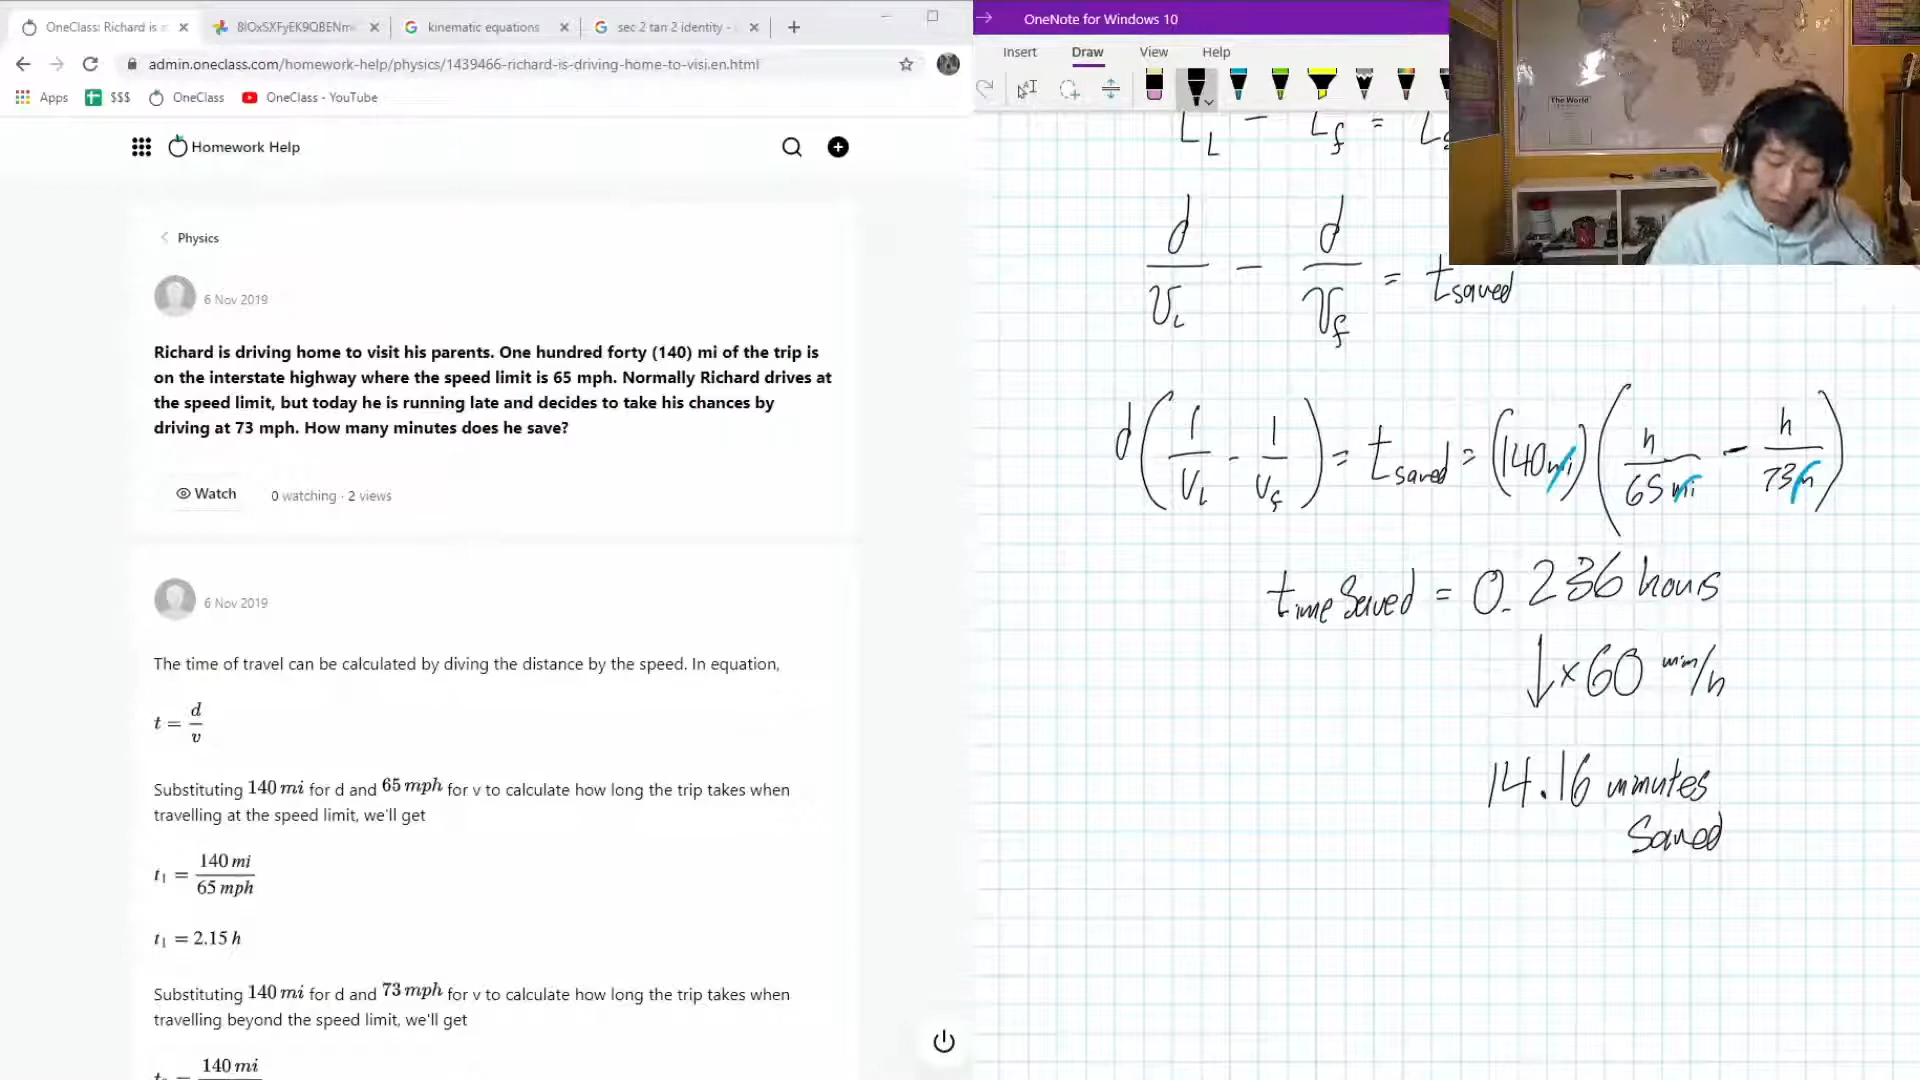 OneClass: Richard is
8lOxSXFyEK9QBENm
kinematic equations
sec 2 tan 2 identity -
admin.oneclass.com/homework-help/physics/1439466-richard-is-driving-home-to-visi.en.html
Apps $$$ OneClass OneClass - YouTube
Homework Help
Physics
6 Nov 2019
Richard is driving home to visit his parents. One hundred forty (140) mi of the trip is
on the interstate highway where the speed limit is 65 mph. Normally Richard drives at
the speed limit, but today he is running late and decides to take his chances by
driving at 73 mph. How many minutes does he save?
Watch 0 watching · 2 views
6 Nov 2019
The time of travel can be calculated by diving the distance by the speed. In equation,
t = d/v
Substituting 140 mi for d and 65 mph for v to calculate how long the trip takes when
travelling at the speed limit, we'll get
t1 = 140 mi / 65 mph
t1 = 2.15 h
Substituting 140 mi for d and 73 mph for v to calculate how long the trip takes when
travelling beyond the speed limit, we'll get
140 mi
OneNote for Windows 10
Insert Draw View Help
The World
d/vL - d/vf = tsaved
d(1/vL - 1/vf) = tsaved = (140mi)(h/65mi - h/73m)
time saved = 0.236 hours
↓ × 60 min/h
14.16 minutes
Saved